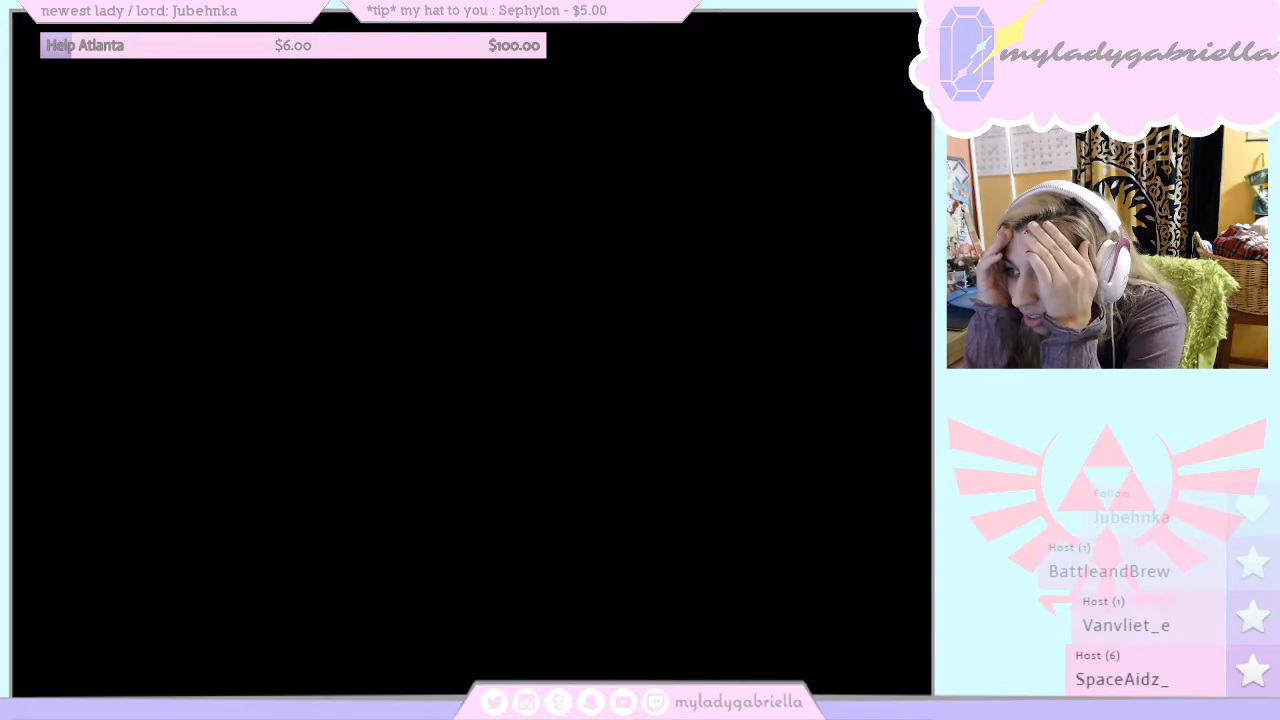 newest lady / lord: Jubehnka
*tip* my hat to you : Sephylon - $5.00
Help Atlanta $6.00 $100.00
myladygabriella
Follow
Jubehnka
Host (1)
BattleandBrew
Host (1)
Vanvliet_e
Host (6)
SpaceAidz_
myladygabriella